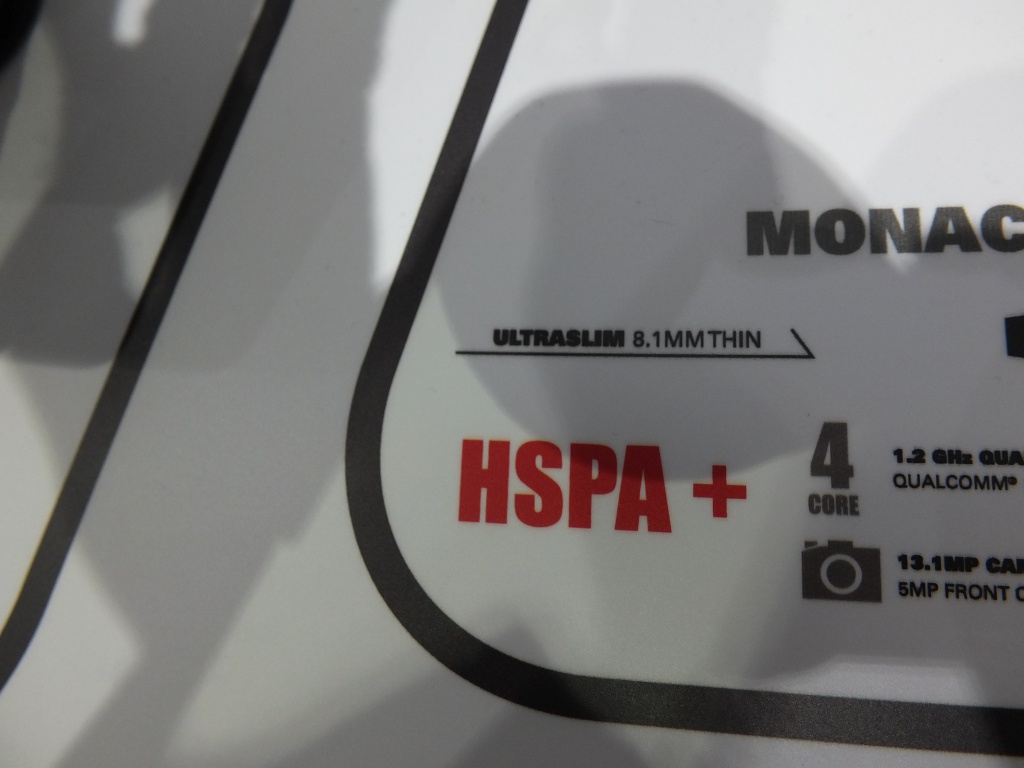 MONAC
ULTRASLIM 8.1MM THIN
HSPA +
4
CORE
1.2 GHz QUA
QUALCOMM®
13.1MP CA
5MP FRONT